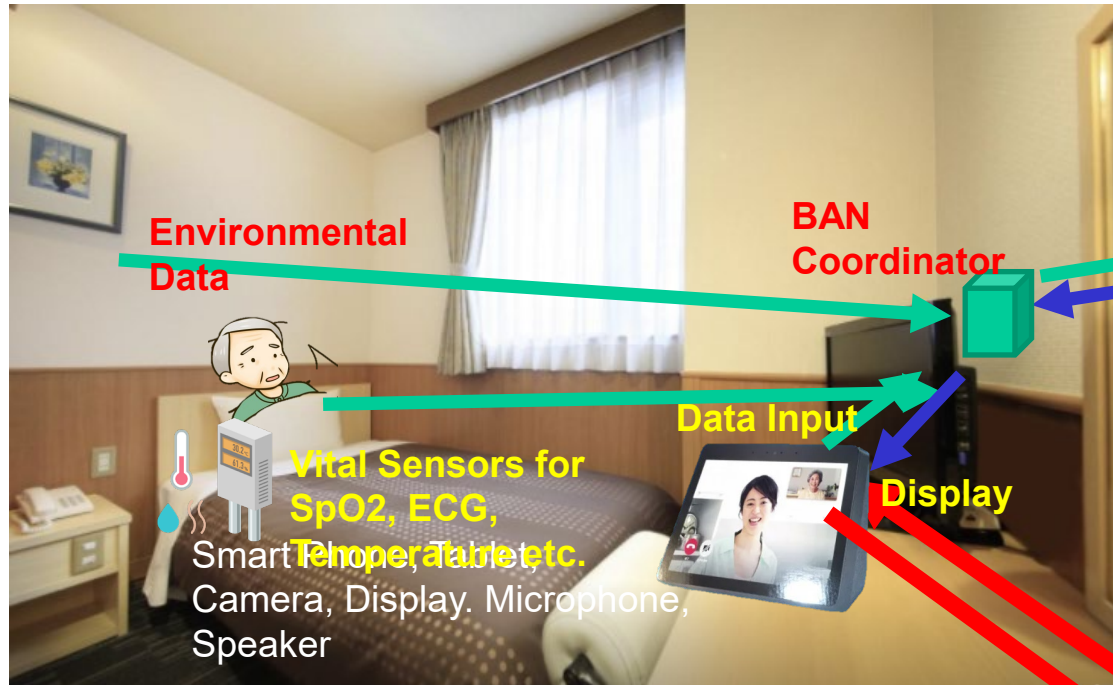 Environmental
Data
BAN
Coordinator
Data Input
Display
Vital Sensors for
SpO2, ECG,
Temperature etc.
Smart Phone, Tablet,
Camera, Display. Microphone,
Speaker